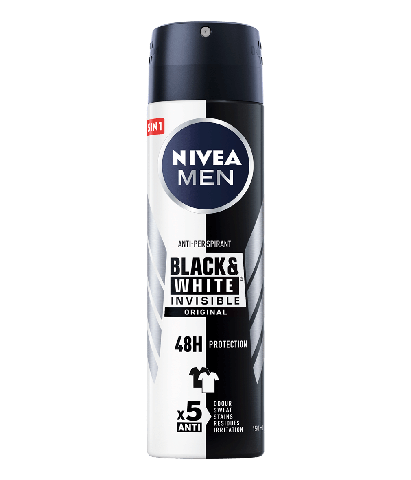 5IN1
NIVEA
MEN
ANTI-PERSPIRANT
BLACK&
WHITE
INVISIBLE
ORIGINAL
48H PROTECTION
x5
ANTI
ODOUR
SWEAT
STAINS
RESIDUES
IRRITATION